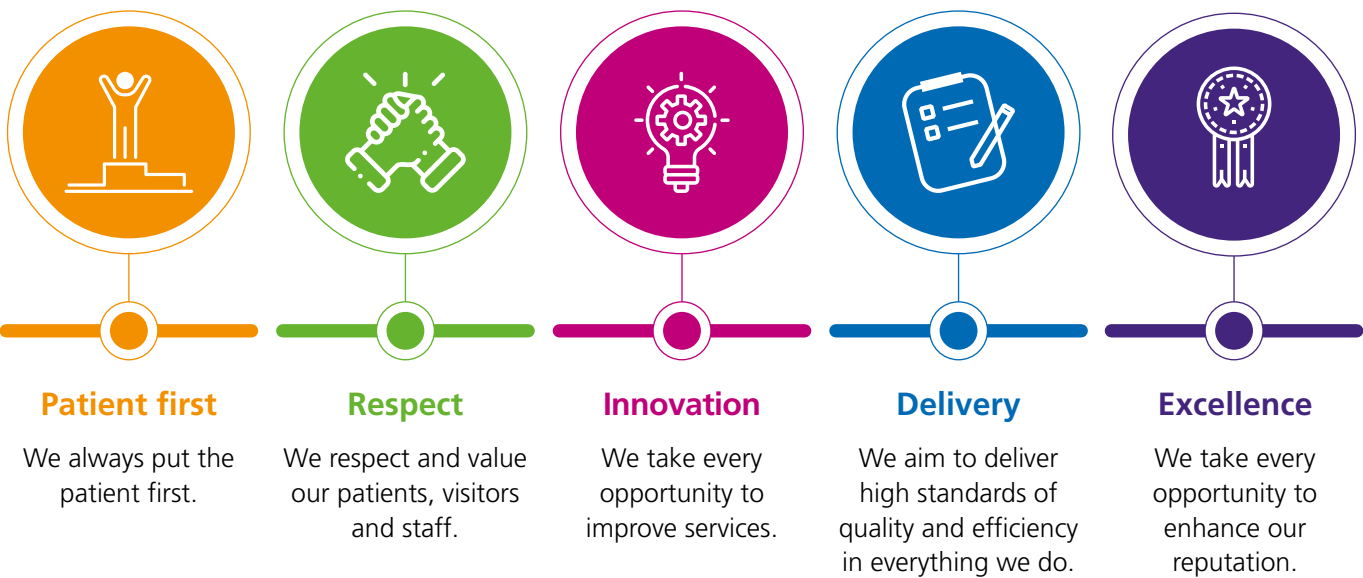 Patient first
We always put the
patient first.
Respect
We respect and value
our patients, visitors
and staff.
Innovation
We take every
opportunity to
improve services.
Delivery
We aim to deliver
high standards of
quality and efficiency
in everything we do.
Excellence
We take every
opportunity to
enhance our
reputation.